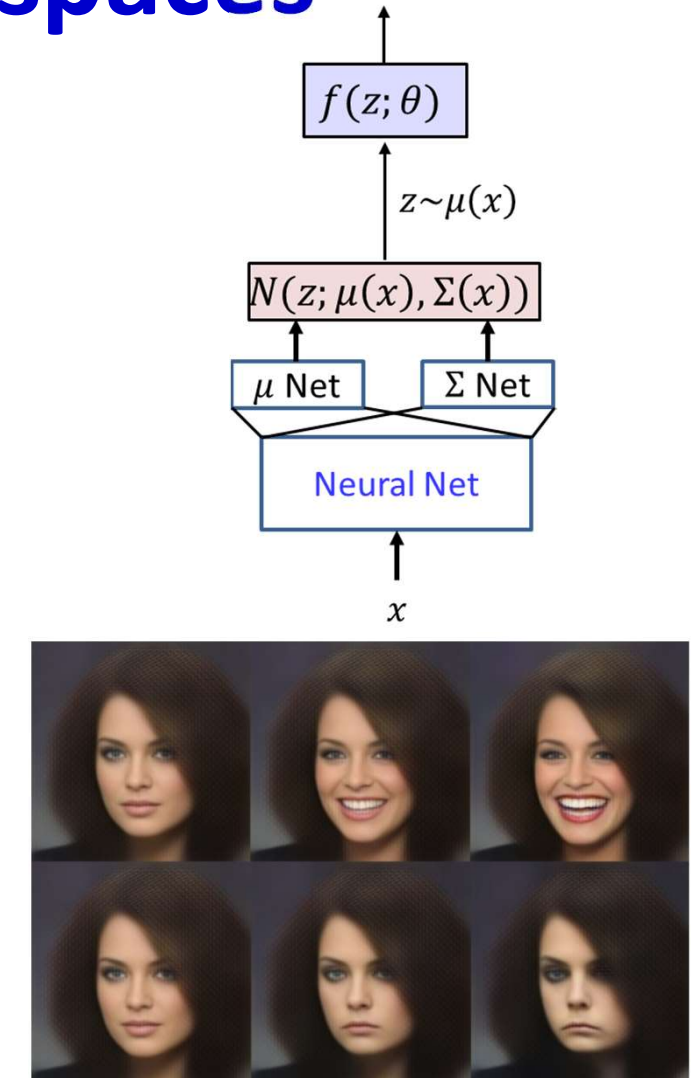 spaces
f(z; θ)
z~μ(x)
N(z; μ(x), Σ(x))
μ Net Σ Net
Neural Net
x